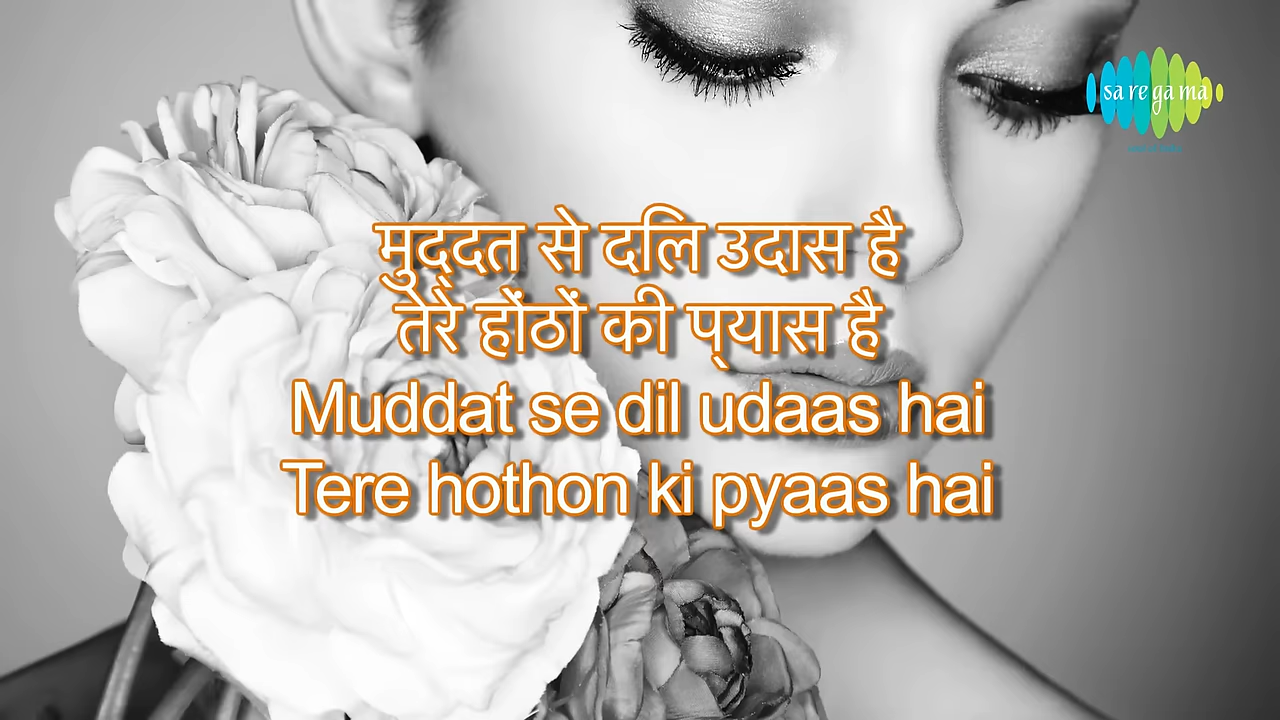 sa re ga ma
मुद्दत से दलि उदास है
तेरे होंठों की प्यास है
Muddat se dil udaas hai
Tere hothon ki pyaas hai